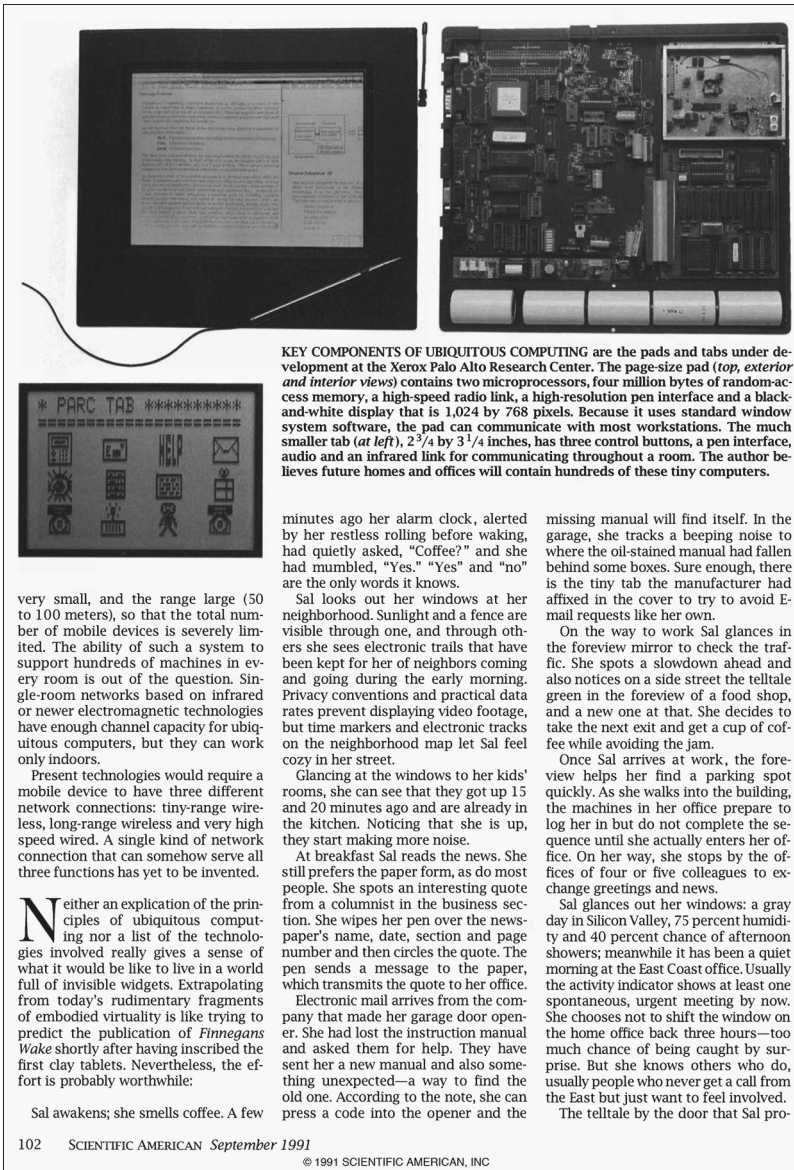 KEY COMPONENTS OF UBIQUITOUS COMPUTING are the pads and tabs under de-
velopment at the Xerox Palo Alto Research Center. The page-size pad (top, exterior
and interior views) contains two microprocessors, four million bytes of random-ac-
cess memory, a high-speed radio link, a high-resolution pen interface and a black-
and-white display that is 1,024 by 768 pixels. Because it uses standard window
system software, the pad can communicate with most workstations. The much
smaller tab (at left), 2 3/4 by 3 1/4 inches, has three control buttons, a pen interface,
audio and an infrared link for communicating throughout a room. The author be-
lieves future homes and offices will contain hundreds of these tiny computers.
* PARC TAB **********
HELP
very small, and the range large (50
to 100 meters), so that the total num-
ber of mobile devices is severely lim-
ited. The ability of such a system to
support hundreds of machines in ev-
ery room is out of the question. Sin-
gle-room networks based on infrared
or newer electromagnetic technologies
have enough channel capacity for ubiq-
uitous computers, but they can work
only indoors.
Present technologies would require a
mobile device to have three different
network connections: tiny-range wire-
less, long-range wireless and very high
speed wired. A single kind of network
connection that can somehow serve all
three functions has yet to be invented.
Neither an explication of the prin-
ciples of ubiquitous comput-
ing nor a list of the technolo-
gies involved really gives a sense of
what it would be like to live in a world
full of invisible widgets. Extrapolating
from today's rudimentary fragments
of embodied virtuality is like trying to
predict the publication of Finnegans
Wake shortly after having inscribed the
first clay tablets. Nevertheless, the ef-
fort is probably worthwhile:
Sal awakens; she smells coffee. A few
minutes ago her alarm clock, alerted
by her restless rolling before waking,
had quietly asked, "Coffee?" and she
had mumbled, "Yes." "Yes" and "no"
are the only words it knows.
Sal looks out her windows at her
neighborhood. Sunlight and a fence are
visible through one, and through oth-
ers she sees electronic trails that have
been kept for her of neighbors coming
and going during the early morning.
Privacy conventions and practical data
rates prevent displaying video footage,
but time markers and electronic tracks
on the neighborhood map let Sal feel
cozy in her street.
Glancing at the windows to her kids'
rooms, she can see that they got up 15
and 20 minutes ago and are already in
the kitchen. Noticing that she is up,
they start making more noise.
At breakfast Sal reads the news. She
still prefers the paper form, as do most
people. She spots an interesting quote
from a columnist in the business sec-
tion. She wipes her pen over the news-
paper's name, date, section and page
number and then circles the quote. The
pen sends a message to the paper,
which transmits the quote to her office.
Electronic mail arrives from the com-
pany that made her garage door open-
er. She had lost the instruction manual
and asked them for help. They have
sent her a new manual and also some-
thing unexpected—a way to find the
old one. According to the note, she can
press a code into the opener and the
missing manual will find itself. In the
garage, she tracks a beeping noise to
where the oil-stained manual had fallen
behind some boxes. Sure enough, there
is the tiny tab the manufacturer had
affixed in the cover to try to avoid E-
mail requests like her own.
On the way to work Sal glances in
the foreview mirror to check the traf-
fic. She spots a slowdown ahead and
also notices on a side street the telltale
green in the foreview of a food shop,
and a new one at that. She decides to
take the next exit and get a cup of cof-
fee while avoiding the jam.
Once Sal arrives at work, the fore-
view helps her find a parking spot
quickly. As she walks into the building,
the machines in her office prepare to
log her in but do not complete the se-
quence until she actually enters her of-
fice. On her way, she stops by the of-
fices of four or five colleagues to ex-
change greetings and news.
Sal glances out her windows: a gray
day in Silicon Valley, 75 percent humidi-
ty and 40 percent chance of afternoon
showers; meanwhile it has been a quiet
morning at the East Coast office. Usually
the activity indicator shows at least one
spontaneous, urgent meeting by now.
She chooses not to shift the window on
the home office back three hours—too
much chance of being caught by sur-
prise. But she knows others who do,
usually people who never get a call from
the East but just want to feel involved.
The telltale by the door that Sal pro-
102 SCIENTIFIC AMERICAN September 1991
© 1991 SCIENTIFIC AMERICAN, INC